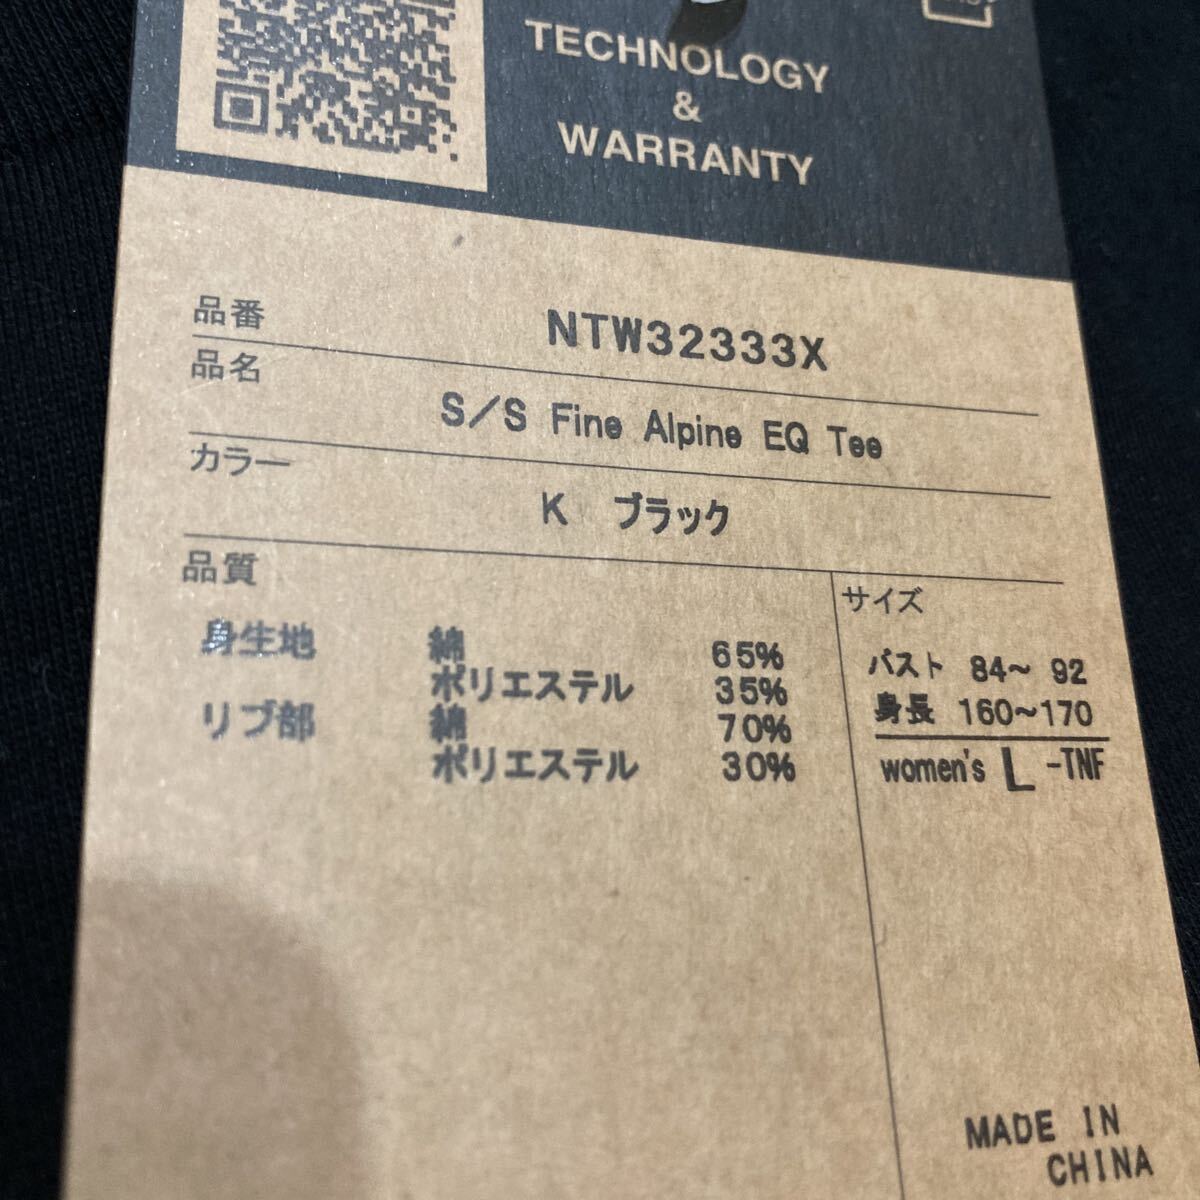 TECHNOLOGY
&
WARRANTY
品番 NTW32333X
品名 S/S Fine Alpine EQ Tee
カラー K ブラック
品質
身生地 綿 65%
ポリエステル 35%
リブ部 綿 70%
ポリエステル 30%
サイズ
バスト 84～ 92
身長 160～170
women's L -TNF
MADE IN
CHINA